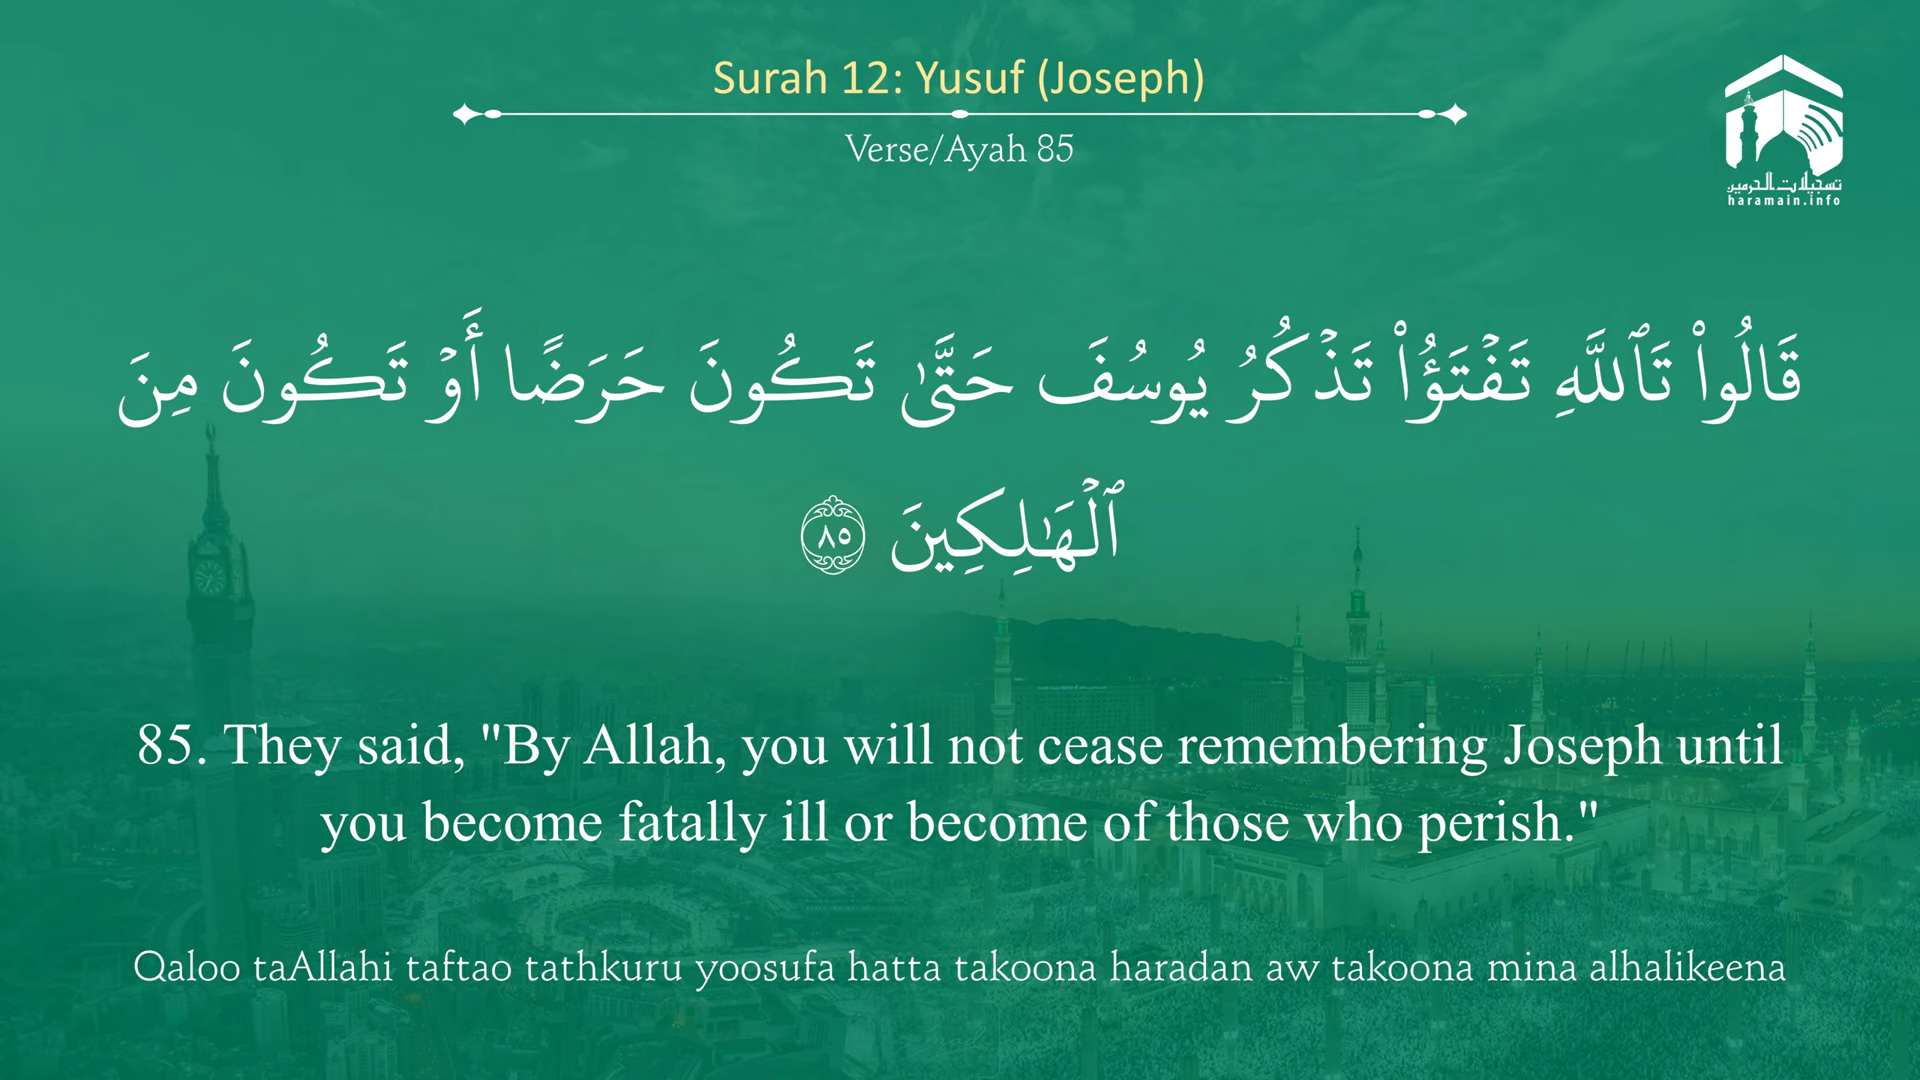 Surah 12: Yusuf (Joseph)
Verse/Ayah 85
تسجيلات الحرمين
haramain.info
قَالُوا۟ تَٱللَّهِ تَفْتَؤُا۟ تَذْكُرُ يُوسُفَ حَتَّىٰ تَكُونَ حَرَضًا أَوْ تَكُونَ مِنَ
ٱلْهَـٰلِكِينَ ٨٥
85. They said, "By Allah, you will not cease remembering Joseph until
you become fatally ill or become of those who perish."
Qaloo taAllahi taftao tathkuru yoosufa hatta takoona haradan aw takoona mina alhalikeena